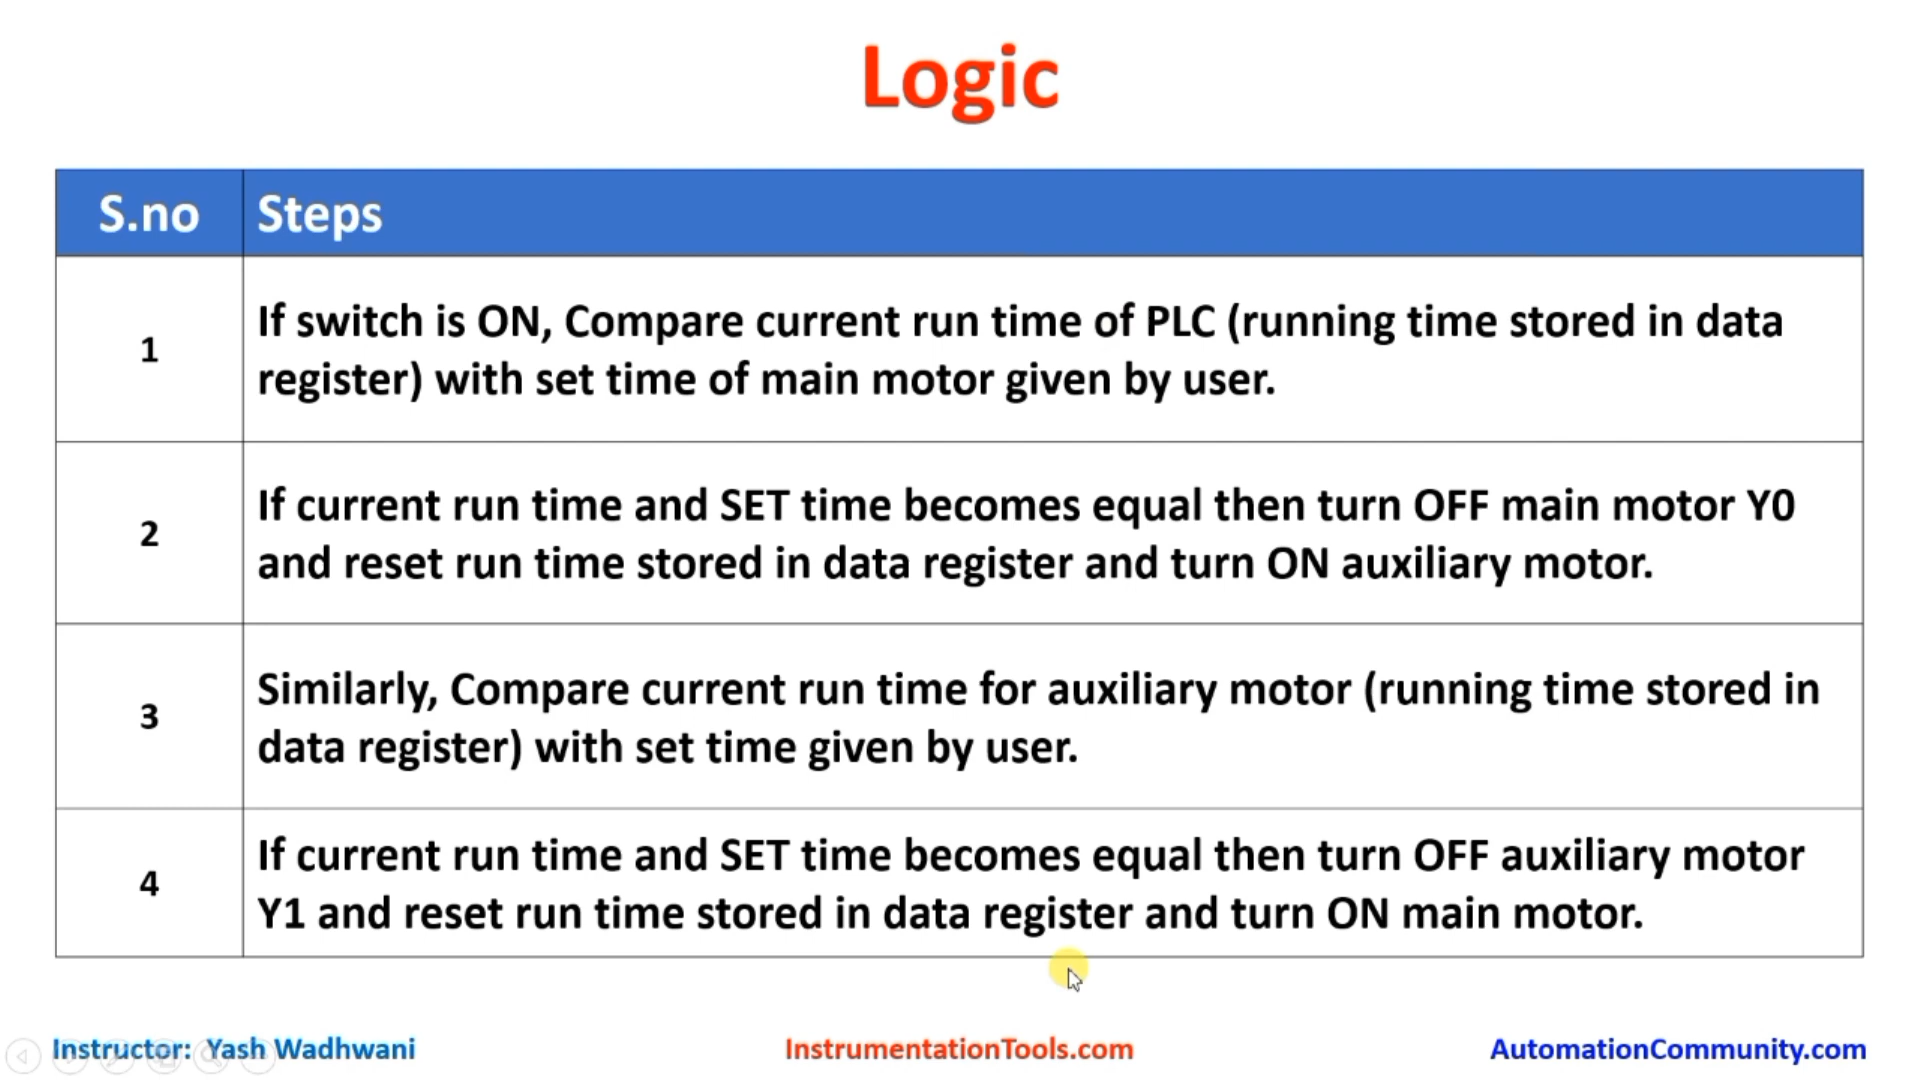 Logic
S.no Steps
1
If switch is ON, Compare current run time of PLC (running time stored in data
register) with set time of main motor given by user.
2
If current run time and SET time becomes equal then turn OFF main motor Y0
and reset run time stored in data register and turn ON auxiliary motor.
3
Similarly, Compare current run time for auxiliary motor (running time stored in
data register) with set time given by user.
4
If current run time and SET time becomes equal then turn OFF auxiliary motor
Y1 and reset run time stored in data register and turn ON main motor.
Instructor: Yash Wadhwani InstrumentationTools.com AutomationCommunity.com